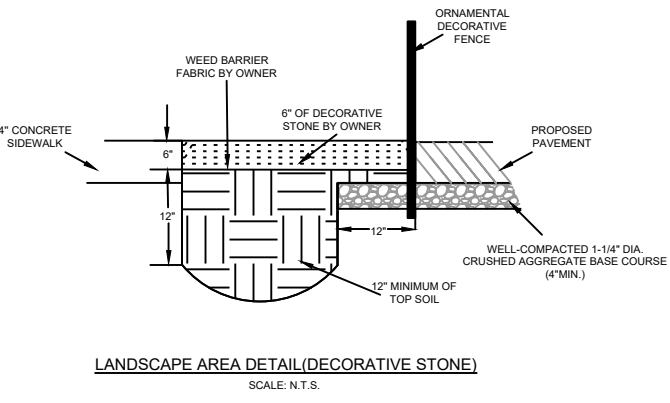 ORNAMENTAL
DECORATIVE
FENCE
WEED BARRIER
FABRIC BY OWNER
6" OF DECORATIVE
STONE BY OWNER
4" CONCRETE
SIDEWALK
6"
PROPOSED
PAVEMENT
12"
12"
WELL-COMPACTED 1-1/4" DIA.
CRUSHED AGGREGATE BASE COURSE
(4"MIN.)
12" MINIMUM OF
TOP SOIL
LANDSCAPE AREA DETAIL(DECORATIVE STONE)
SCALE: N.T.S.